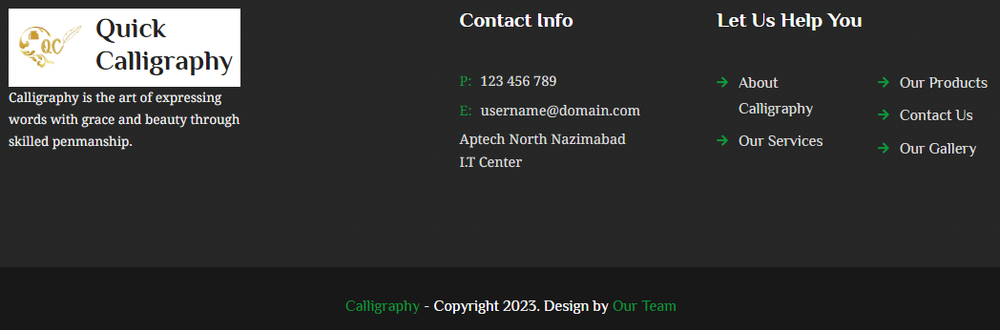 QC
Quick
Calligraphy
Calligraphy is the art of expressing
words with grace and beauty through
skilled penmanship.
Contact Info
P: 123 456 789
E: username@domain.com
Aptech North Nazimabad
I.T Center
Let Us Help You
About
Calligraphy
Our Services
Our Products
Contact Us
Our Gallery
Calligraphy - Copyright 2023. Design by Our Team